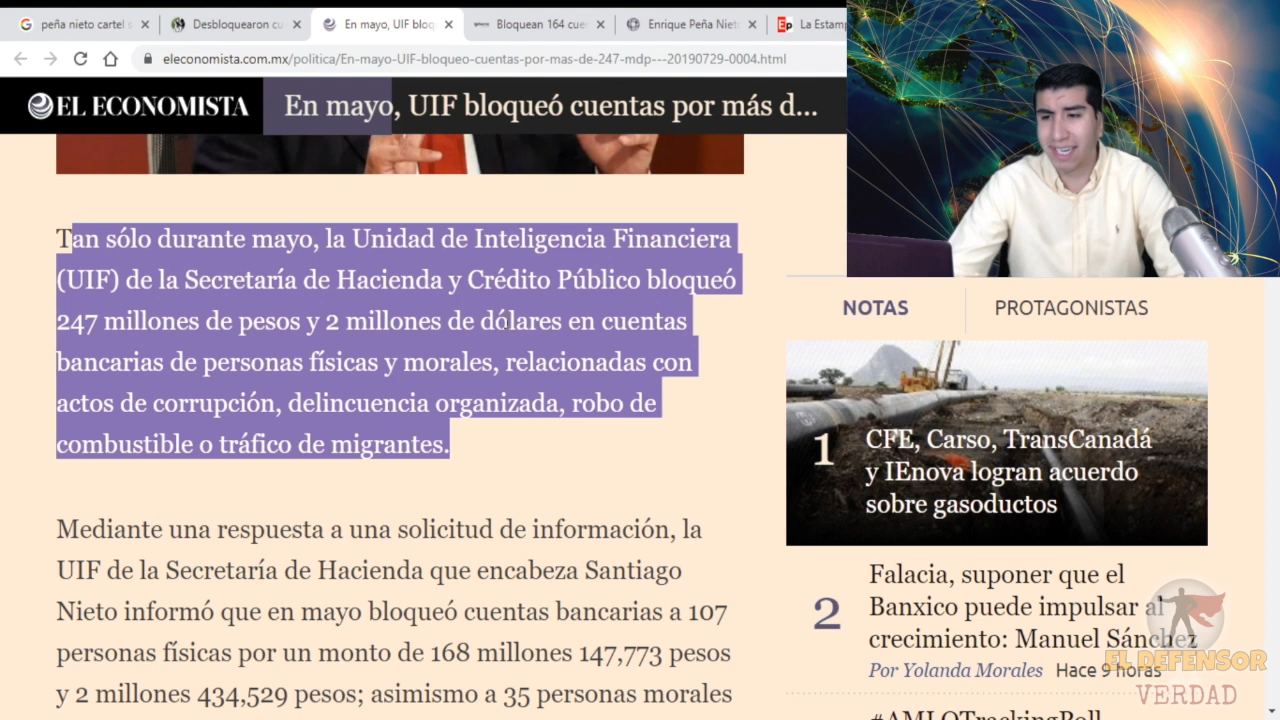 peña nieto cartel
Desbloquearon cu
En mayo, UIF bloq
Bloquean 164 cue
Enrique Peña Niet
La Estamp
eleconomista.com.mx/politica/En-mayo-UIF-bloqueo-cuentas-por-mas-de-247-mdp---20190729-0004.html
EL ECONOMISTA
En mayo, UIF bloqueó cuentas por más d...
Tan sólo durante mayo, la Unidad de Inteligencia Financiera
(UIF) de la Secretaría de Hacienda y Crédito Público bloqueó
247 millones de pesos y 2 millones de dólares en cuentas
bancarias de personas físicas y morales, relacionadas con
actos de corrupción, delincuencia organizada, robo de
combustible o tráfico de migrantes.
Mediante una respuesta a una solicitud de información, la
UIF de la Secretaría de Hacienda que encabeza Santiago
Nieto informó que en mayo bloqueó cuentas bancarias a 107
personas físicas por un monto de 168 millones 147,773 pesos
y 2 millones 434,529 pesos; asimismo a 35 personas morales
NOTAS
PROTAGONISTAS
1
CFE, Carso, TransCanadá
y IEnova logran acuerdo
sobre gasoductos
2
Falacia, suponer que el
Banxico puede impulsar al
crecimiento: Manuel Sánchez
Por Yolanda Morales Hace 9 horas
#AMLOTrackingPoll
EL DEFENSOR
VERDAD